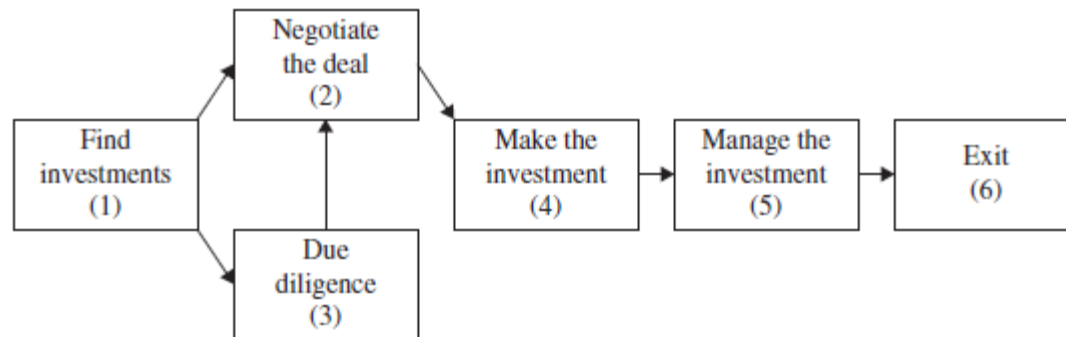 Find
investments
(1)
Negotiate
the deal
(2)
Due
diligence
(3)
Make the
investment
(4)
Manage the
investment
(5)
Exit
(6)